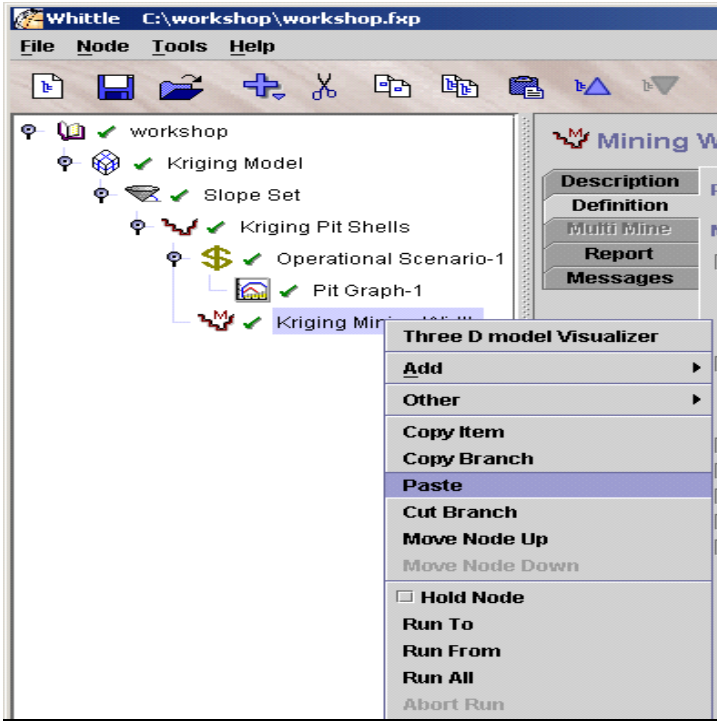 Whittle C:\workshop\workshop.fxp
File Node Tools Help
workshop
Kriging Model
Slope Set
Kriging Pit Shells
Operational Scenario-1
Pit Graph-1
Kriging
Mining
Description
Definition
Multi Mine
Report
Messages
Three D model Visualizer
Add
Other
Copy Item
Copy Branch
Paste
Cut Branch
Move Node Up
Move Node Down
Hold Node
Run To
Run From
Run All
Abort Run